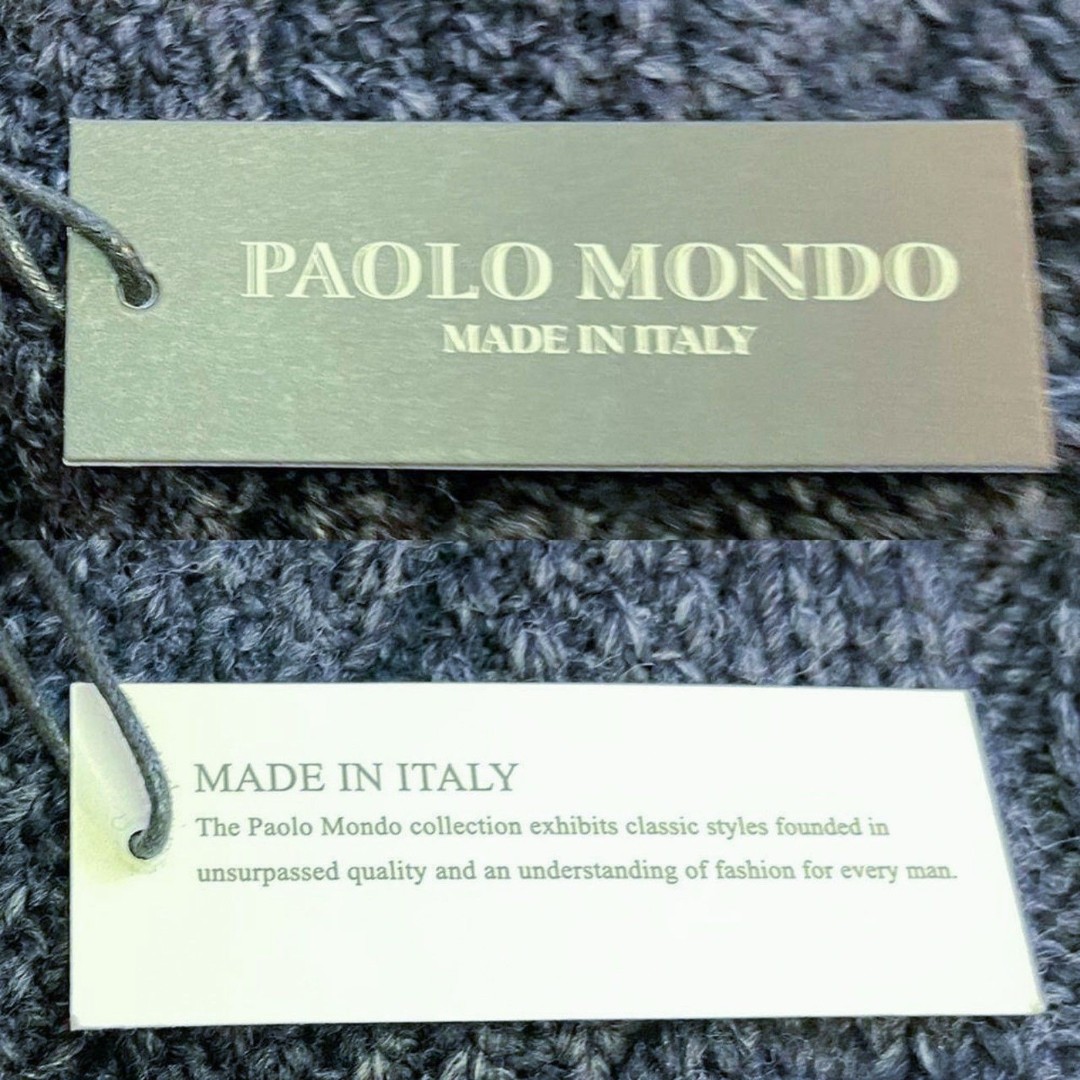 PAOLO MONDO
MADE IN ITALY
MADE IN ITALY
The Paolo Mondo collection exhibits classic styles founded in
unsurpassed quality and an understanding of fashion for every man.